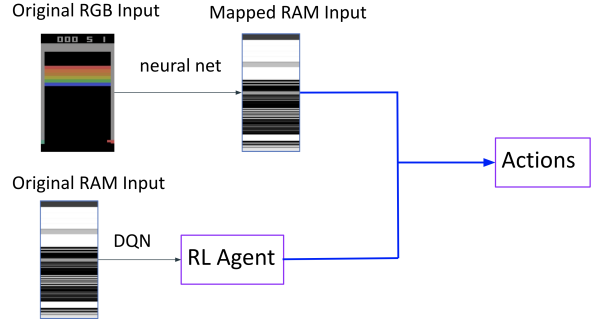 Original RGB Input
Mapped RAM Input
000 5 1
neural net
Actions
Original RAM Input
DQN
RL Agent